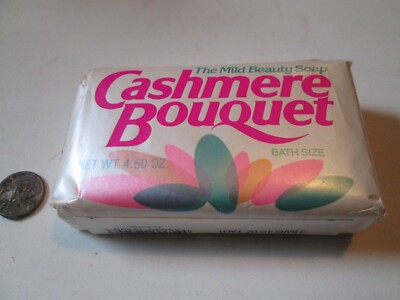 The Mild Beauty Soap
Cashmere
Bouquet
BATH SIZE
NET WT. 4.50 OZ.